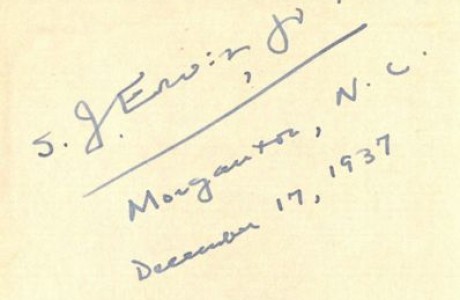 S. J. Ervin, Jr.
Morganton, N. C.
December 17, 1937